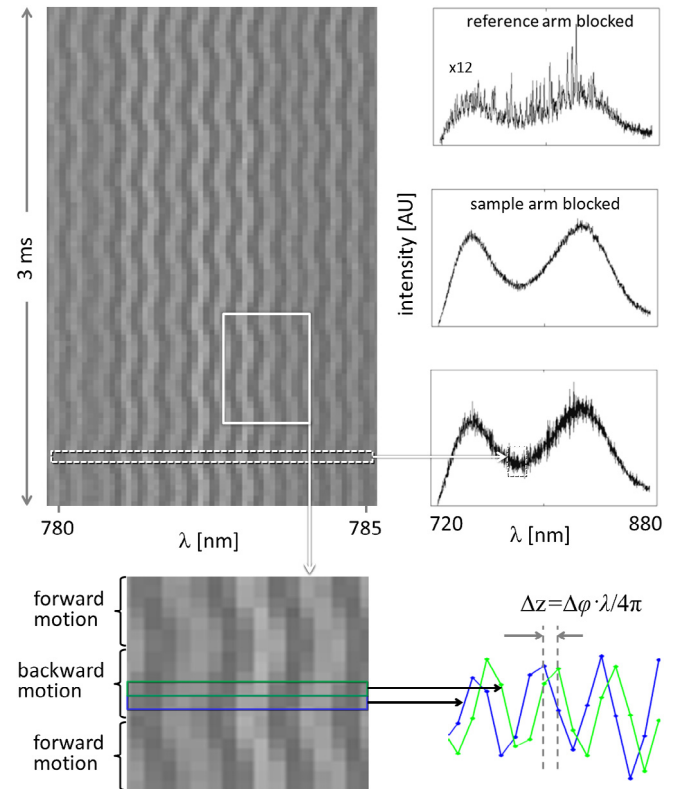 reference arm blocked
x12
sample arm blocked
intensity [AU]
3 ms
780
785
λ [nm]
720
880
λ [nm]
forward
motion
backward
motion
forward
motion
Δz=Δφ·λ/4π